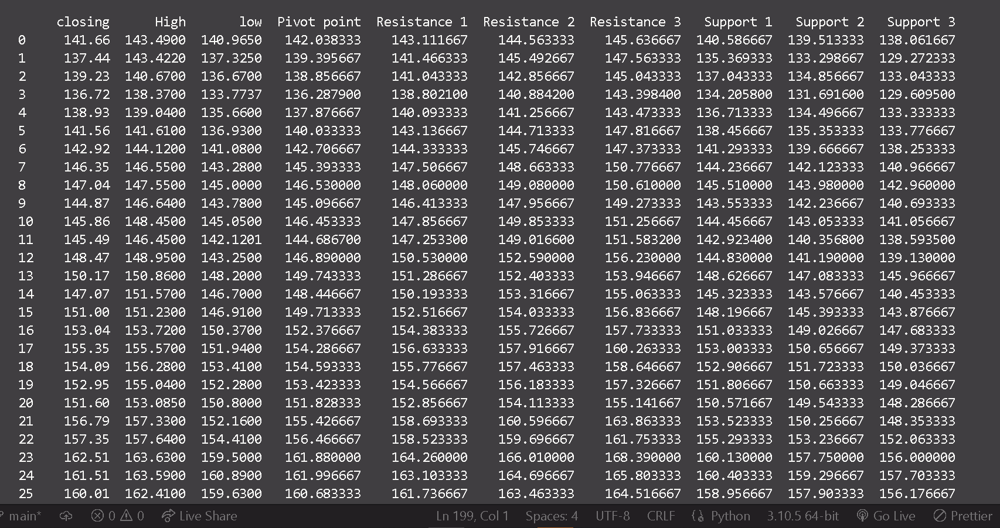 closing High low Pivot point Resistance 1 Resistance 2 Resistance 3 Support 1 Support 2 Support 3
0 141.66 143.4900 140.9650 142.038333 143.111667 144.563333 145.636667 140.586667 139.513333 138.061667
1 137.44 143.4220 137.3250 139.395667 141.466333 145.492667 147.563333 135.369333 133.298667 129.272333
2 139.23 140.6700 136.6700 138.856667 141.043333 142.856667 145.043333 137.043333 134.856667 133.043333
3 136.72 138.3700 133.7737 136.287900 138.802100 140.884200 143.398400 134.205800 131.691600 129.609500
4 138.93 139.0400 135.6600 137.876667 140.093333 141.256667 143.473333 136.713333 134.496667 133.333333
5 141.56 141.6100 136.9300 140.033333 143.136667 144.713333 147.816667 138.456667 135.353333 133.776667
6 142.92 144.1200 141.0800 142.706667 144.333333 145.746667 147.373333 141.293333 139.666667 138.253333
7 146.35 146.5500 143.2800 145.393333 147.506667 148.663333 150.776667 144.236667 142.123333 140.966667
8 147.04 147.5500 145.0000 146.530000 148.060000 149.080000 150.610000 145.510000 143.980000 142.960000
9 144.87 146.6400 143.7800 145.096667 146.413333 147.956667 149.273333 143.553333 142.236667 140.693333
10 145.86 148.4500 145.0500 146.453333 147.856667 149.853333 151.256667 144.456667 143.053333 141.056667
11 145.49 146.4500 142.1201 144.686700 147.253300 149.016600 151.583200 142.923400 140.356800 138.593500
12 148.47 148.9500 143.2500 146.890000 150.530000 152.590000 156.230000 144.830000 141.190000 139.130000
13 150.17 150.8600 148.2000 149.743333 151.286667 152.403333 153.946667 148.626667 147.083333 145.966667
14 147.07 151.5700 146.7000 148.446667 150.193333 153.316667 155.063333 145.323333 143.576667 140.453333
15 151.00 151.2300 146.9100 149.713333 152.516667 154.033333 156.836667 148.196667 145.393333 143.876667
16 153.04 153.7200 150.3700 152.376667 154.383333 155.726667 157.733333 151.033333 149.026667 147.683333
17 155.35 155.5700 151.9400 154.286667 156.633333 157.916667 160.263333 153.003333 150.656667 149.373333
18 154.09 156.2800 153.4100 154.593333 155.776667 157.463333 158.646667 152.906667 151.723333 150.036667
19 152.95 155.0400 152.2800 153.423333 154.566667 156.183333 157.326667 151.806667 150.663333 149.046667
20 151.60 153.0850 150.8000 151.828333 152.856667 154.113333 155.141667 150.571667 149.543333 148.286667
21 156.79 157.3300 152.1600 155.426667 158.693333 160.596667 163.863333 153.523333 150.256667 148.353333
22 157.35 157.6400 154.4100 156.466667 158.523333 159.696667 161.753333 155.293333 153.236667 152.063333
23 162.51 163.6300 159.5000 161.880000 164.260000 166.010000 168.390000 160.130000 157.750000 156.000000
24 161.51 163.5900 160.8900 161.996667 163.103333 164.696667 165.803333 160.403333 159.296667 157.703333
25 160.01 162.4100 159.6300 160.683333 161.736667 163.463333 164.516667 158.956667 157.903333 156.176667
main* 0 0 Live Share Ln 199, Col 1 Spaces: 4 UTF-8 CRLF Python 3.10.5 64-bit Go Live Prettier